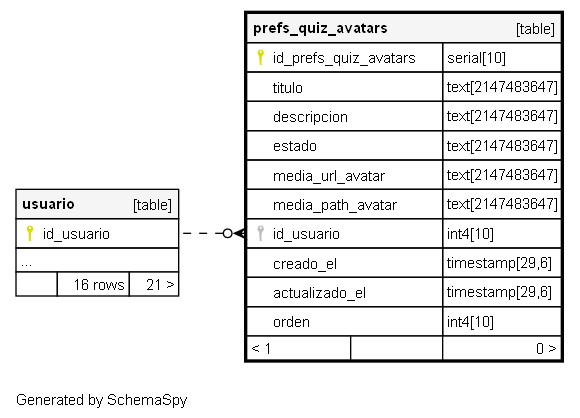 prefs_quiz_avatars [table]
id_prefs_quiz_avatars serial[10]
titulo text[2147483647]
descripcion text[2147483647]
estado text[2147483647]
media_url_avatar text[2147483647]
media_path_avatar text[2147483647]
id_usuario int4[10]
creado_el timestamp[29,6]
actualizado_el timestamp[29,6]
orden int4[10]
< 1 0 >
usuario [table]
id_usuario
...
16 rows 21 >
Generated by SchemaSpy